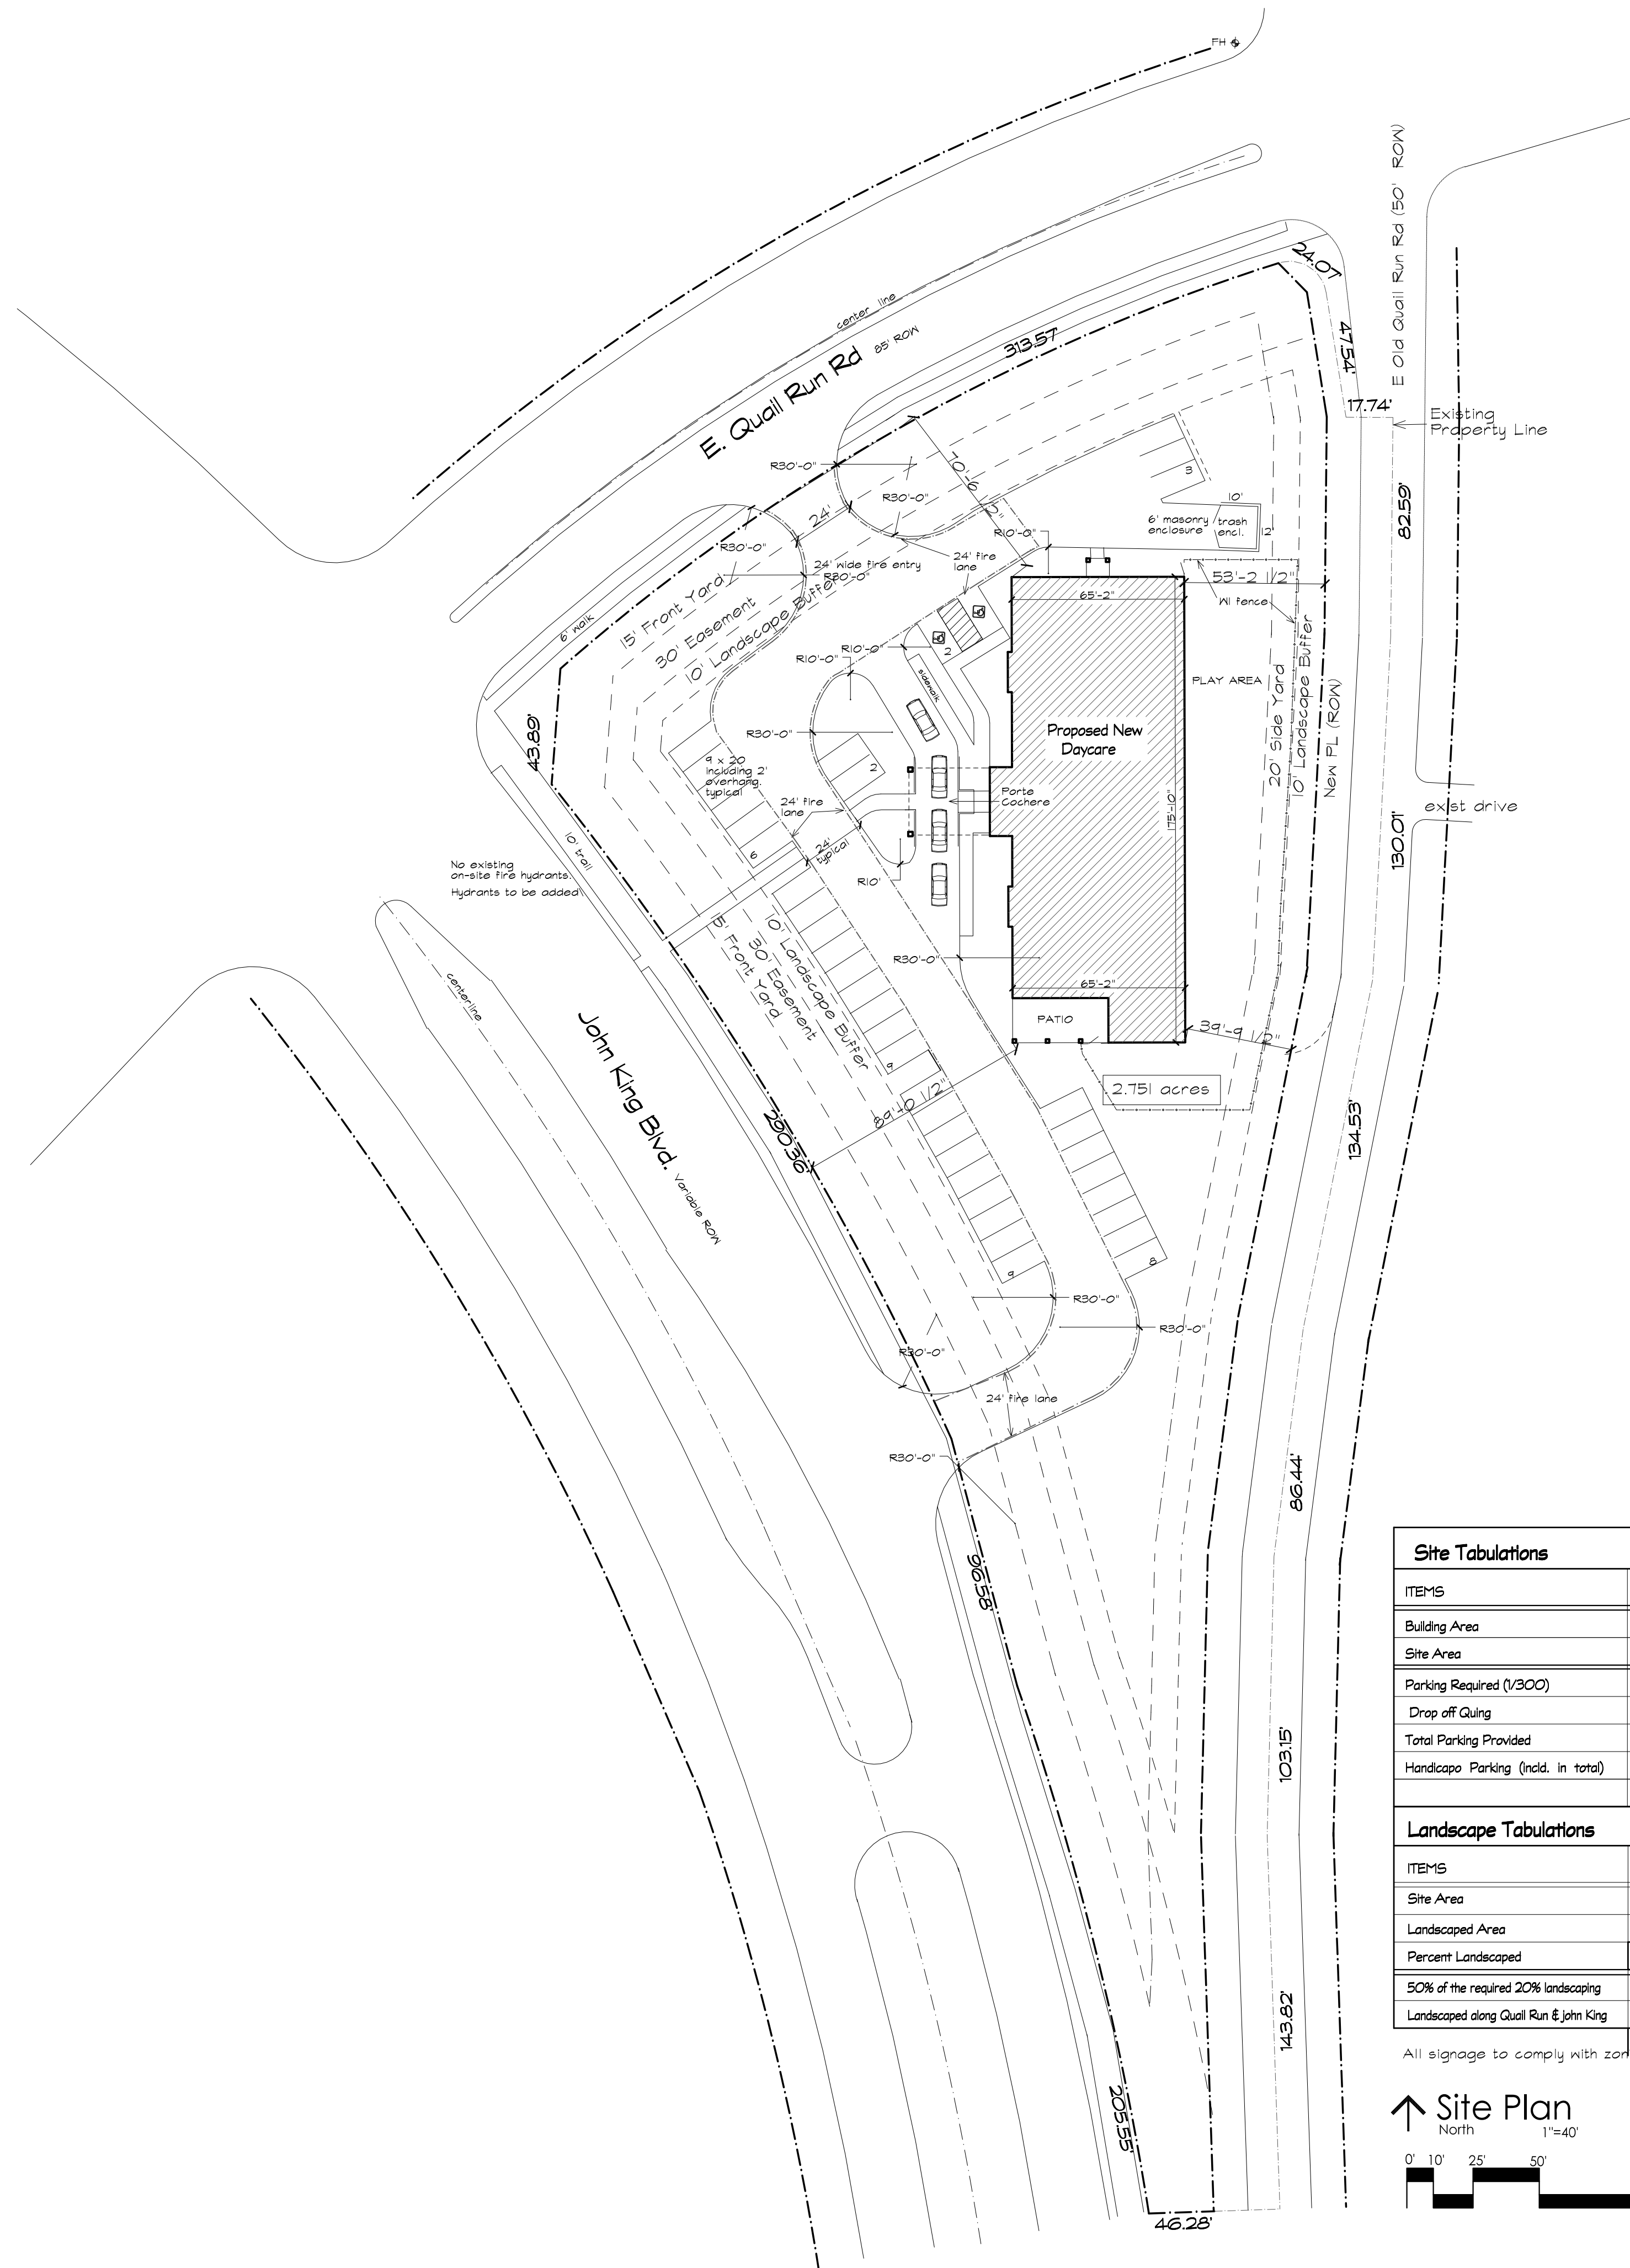 FH
E Old Quail Run Rd (50' ROW)
24.07
47.54'
center line
E. Quail Run Rd 85' ROW
313.57'
17.74'
Existing
Property Line
R30'-0"
70'-6 1/2"
R30'-0"
24'
3
10'
6' masonry
enclosure
trash
encl.
12'
82.59'
R10'-0"
R30'-0"
24' fire
lane
24' wide fire entry
R30'-0"
53'-2 1/2"
65'-2"
WI fence
15' Front Yard
30' Easement
10' Landscape Buffer
6' walk
R10'-0"
2
R10'-0"
sidewalk
PLAY AREA
20' Side Yard
10' Landscape Buffer
New PL (ROW)
43.89'
R30'-0"
Proposed New
Daycare
9 x 20
including 2'
overhang.
typical
2
24' fire
lane
Porte
Cochere
175'-10"
exist drive
130.01'
6
24'
typical
10' trail
No existing
on-site fire hydrants.
Hydrants to be added
R10'
15' Front Yard
30' Easement
10' Landscape Buffer
R30'-0"
65'-2"
centerline
PATIO
39'-9 1/2"
John King Blvd. Variable ROW
9
89'-0 1/2"
2.751 acres
290.36'
134.53'
8
9
R30'-0"
R30'-0"
R30'-0"
24' fire lane
R30'-0"
86.44'
96.58'
103.15'
143.82'
205.55'
46.28'
Site Tabulations
ITEMS
Building Area
Site Area
Parking Required (1/300)
Drop off Quing
Total Parking Provided
Handicapo Parking (incld. in total)
Landscape Tabulations
ITEMS
Site Area
Landscaped Area
Percent Landscaped
50% of the required 20% landscaping
Landscaped along Quail Run & john King
All signage to comply with zon
Site Plan
North 1"=40'
0' 10' 25' 50'